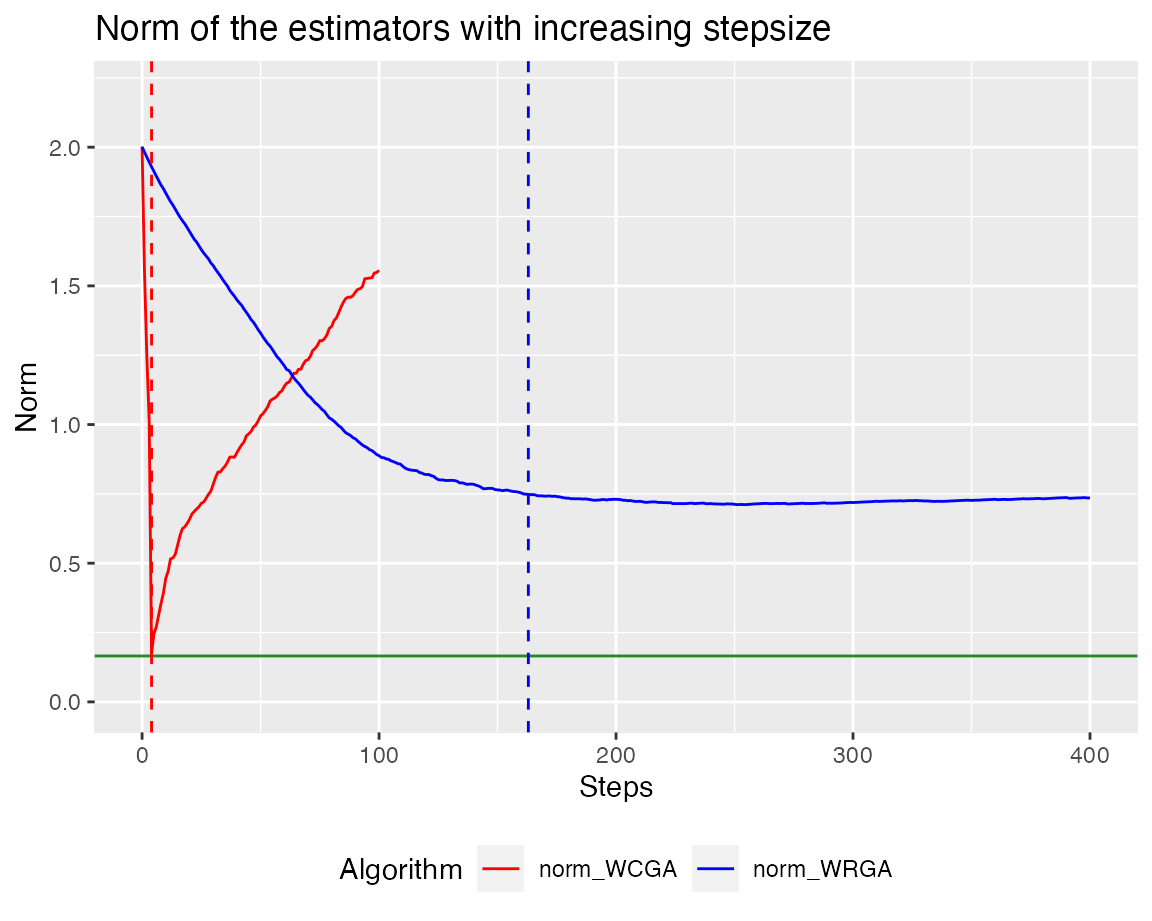 Norm of the estimators with increasing stepsize
Norm
2.0
1.5
1.0
0.5
0.0
0 100 200 300 400
Steps
Algorithm norm_WCGA norm_WRGA